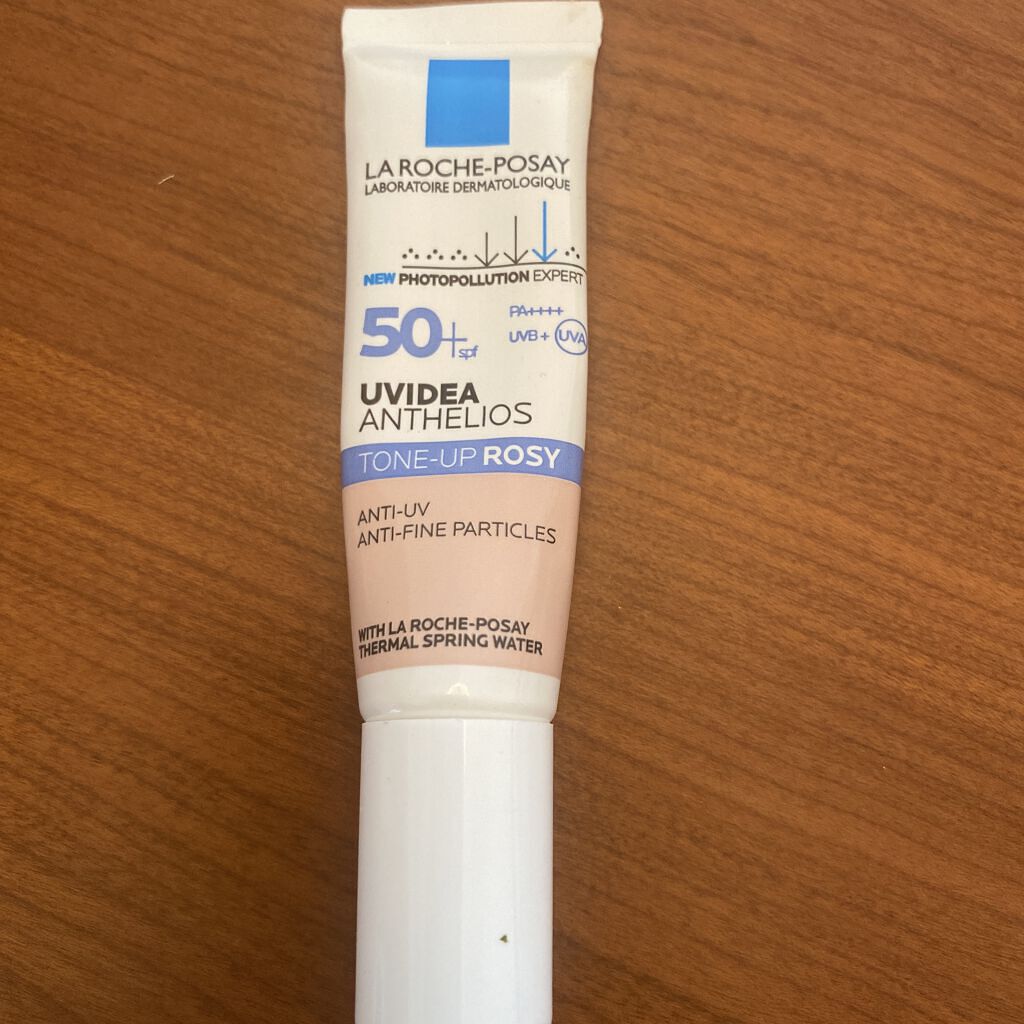 LA ROCHE-POSAY
LABORATOIRE DERMATOLOGIQUE
NEW PHOTOPOLLUTION EXPERT
50+ spf
PA++++
UVB + UVA
UVIDEA
ANTHELIOS
TONE-UP ROSY
ANTI-UV
ANTI-FINE PARTICLES
WITH LA ROCHE-POSAY
THERMAL SPRING WATER